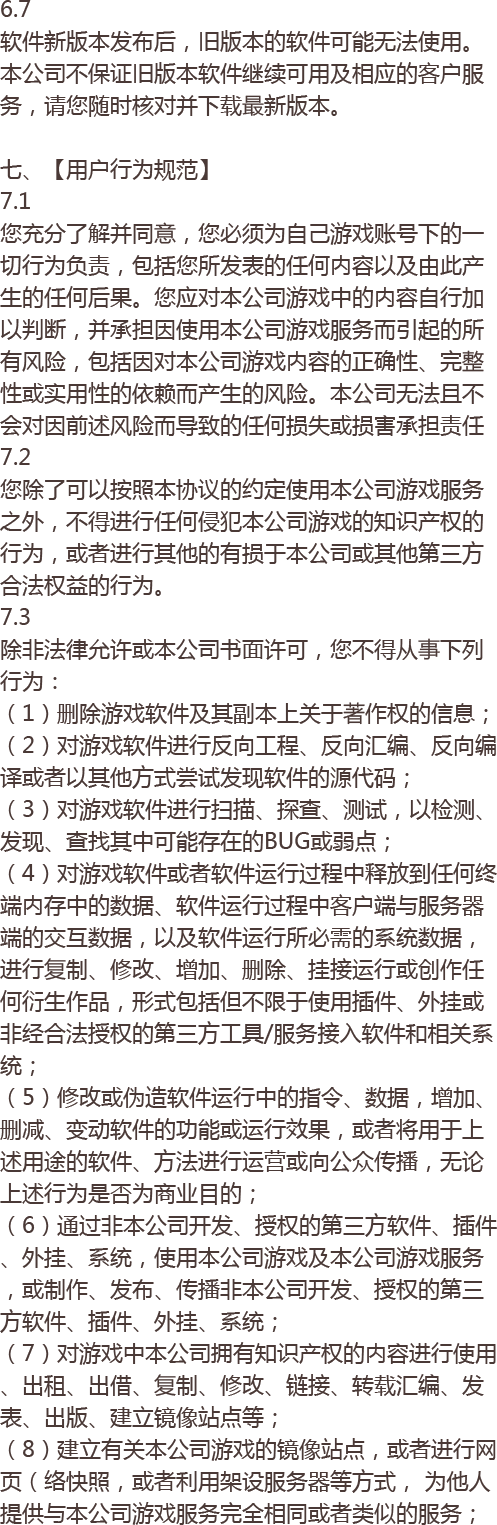 6.7
软件新版本发布后，旧版本的软件可能无法使用。
本公司不保证旧版本软件继续可用及相应的客户服
务，请您随时核对并下载最新版本。
七、【用户行为规范】
7.1
您充分了解并同意，您必须为自己游戏账号下的一
切行为负责，包括您所发表的任何内容以及由此产
生的任何后果。您应对本公司游戏中的内容自行加
以判断，并承担因使用本公司游戏服务而引起的所
有风险，包括因对本公司游戏内容的正确性、完整
性或实用性的依赖而产生的风险。本公司无法且不
会对因前述风险而导致的任何损失或损害承担责任
7.2
您除了可以按照本协议的约定使用本公司游戏服务
之外，不得进行任何侵犯本公司游戏的知识产权的
行为，或者进行其他的有损于本公司或其他第三方
合法权益的行为。
7.3
除非法律允许或本公司书面许可，您不得从事下列
行为：
（1）删除游戏软件及其副本上关于著作权的信息；
（2）对游戏软件进行反向工程、反向汇编、反向编
译或者以其他方式尝试发现软件的源代码；
（3）对游戏软件进行扫描、探查、测试，以检测、
发现、查找其中可能存在的BUG或弱点；
（4）对游戏软件或者软件运行过程中释放到任何终
端内存中的数据、软件运行过程中客户端与服务器
端的交互数据，以及软件运行所必需的系统数据，
进行复制、修改、增加、删除、挂接运行或创作任
何衍生作品，形式包括但不限于使用插件、外挂或
非经合法授权的第三方工具/服务接入软件和相关系
统；
（5）修改或伪造软件运行中的指令、数据，增加、
删减、变动软件的功能或运行效果，或者将用于上
述用途的软件、方法进行运营或向公众传播，无论
上述行为是否为商业目的；
（6）通过非本公司开发、授权的第三方软件、插件
、外挂、系统，使用本公司游戏及本公司游戏服务
，或制作、发布、传播非本公司开发、授权的第三
方软件、插件、外挂、系统；
（7）对游戏中本公司拥有知识产权的内容进行使用
、出租、出借、复制、修改、链接、转载汇编、发
表、出版、建立镜像站点等；
（8）建立有关本公司游戏的镜像站点，或者进行网
页（络快照，或者利用架设服务器等方式， 为他人
提供与本公司游戏服务完全相同或者类似的服务；